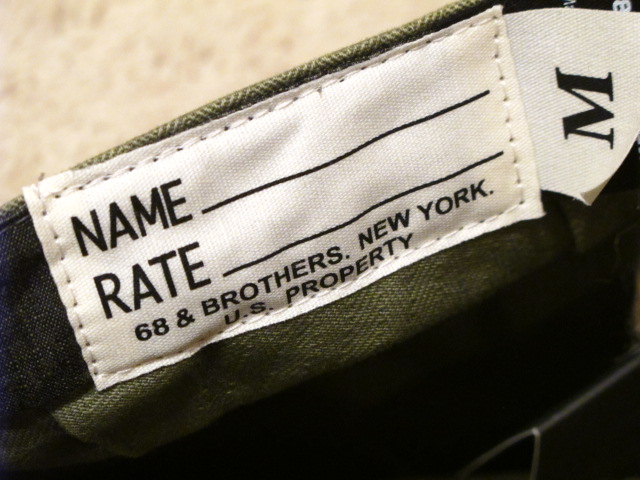 NAME
RATE
68 & BROTHERS. NEW YORK.
U.S. PROPERTY
M